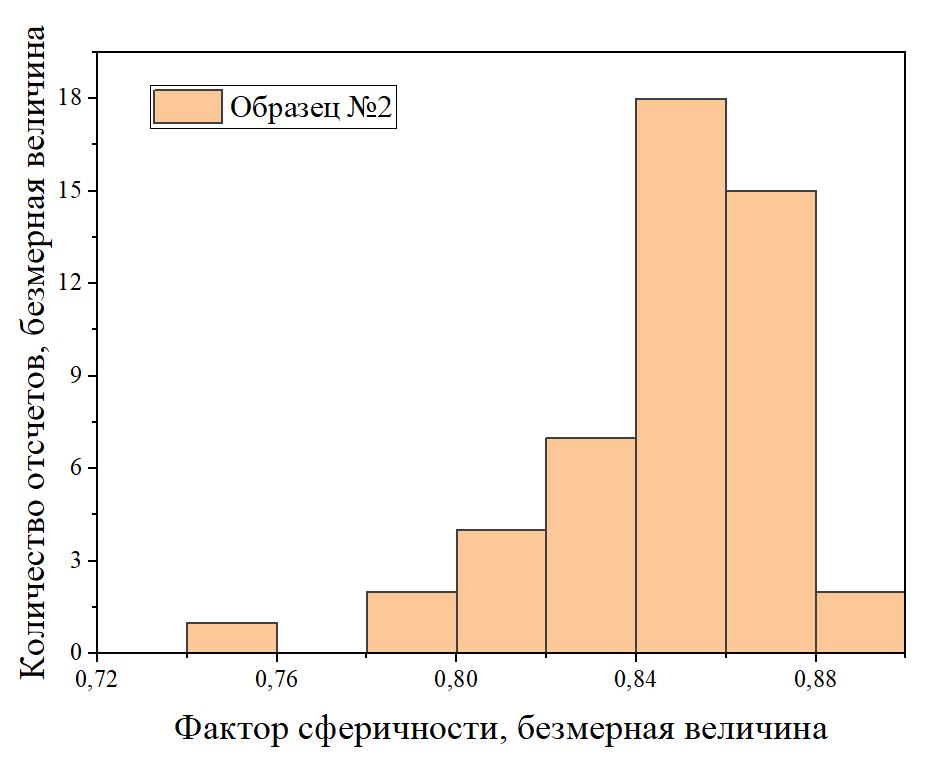 Количество отсчетов, безмерная величина
18
15
12
9
6
3
0
Образец №2
0,72 0,76 0,80 0,84 0,88
Фактор сферичности, безмерная величина